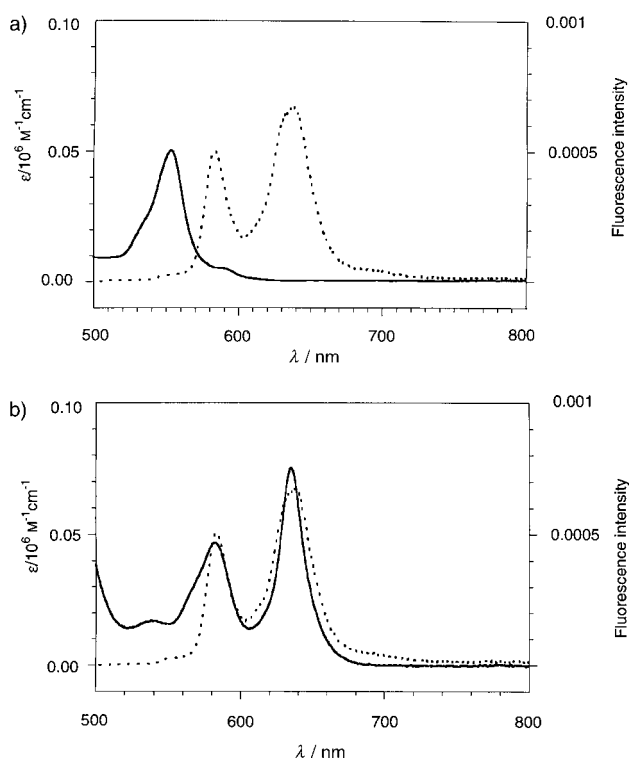 a)
0.10
0.001
0.05
0.0005
0.00
ε/10⁶ M⁻¹cm⁻¹
Fluorescence intensity
500
600
700
800
λ / nm
b)
0.10
0.001
0.05
0.0005
0.00
ε/10⁶ M⁻¹cm⁻¹
Fluorescence intensity
500
600
700
800
λ / nm